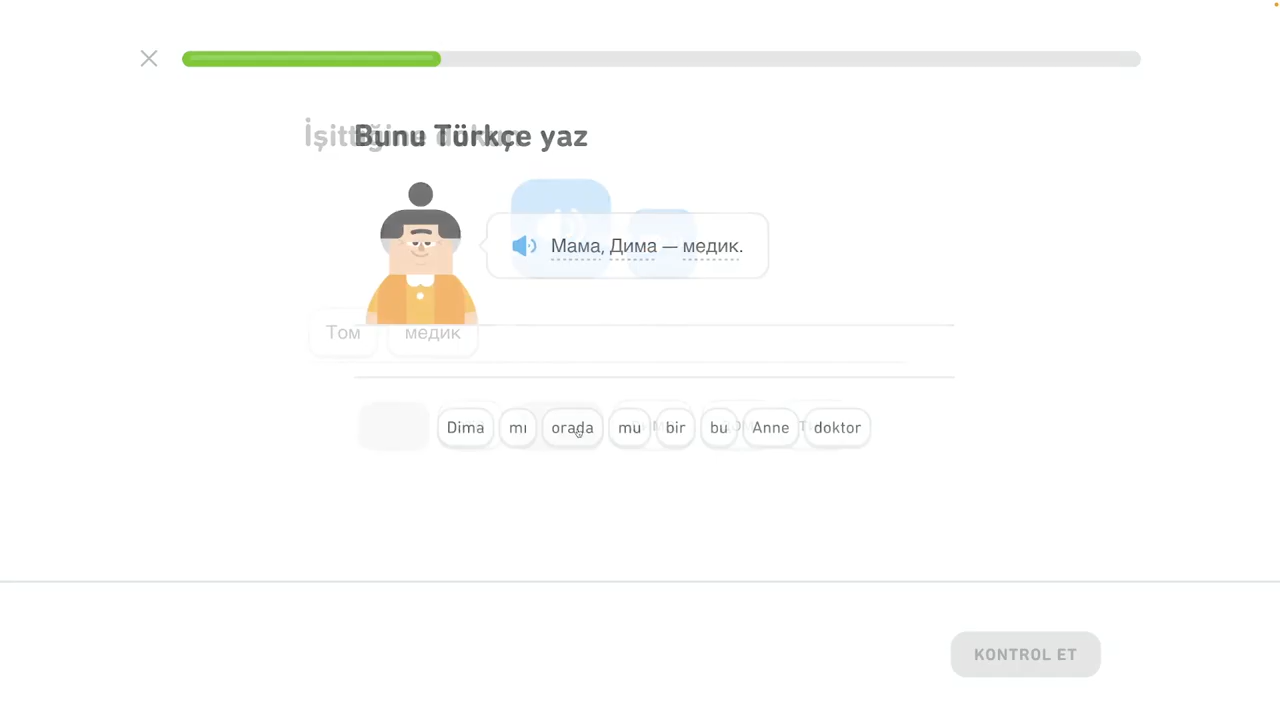 Bunu Türkçe yaz
Мама, Дима — медик.
Том медик
Dima mı orada mu bir bu Anne doktor
KONTROL ET